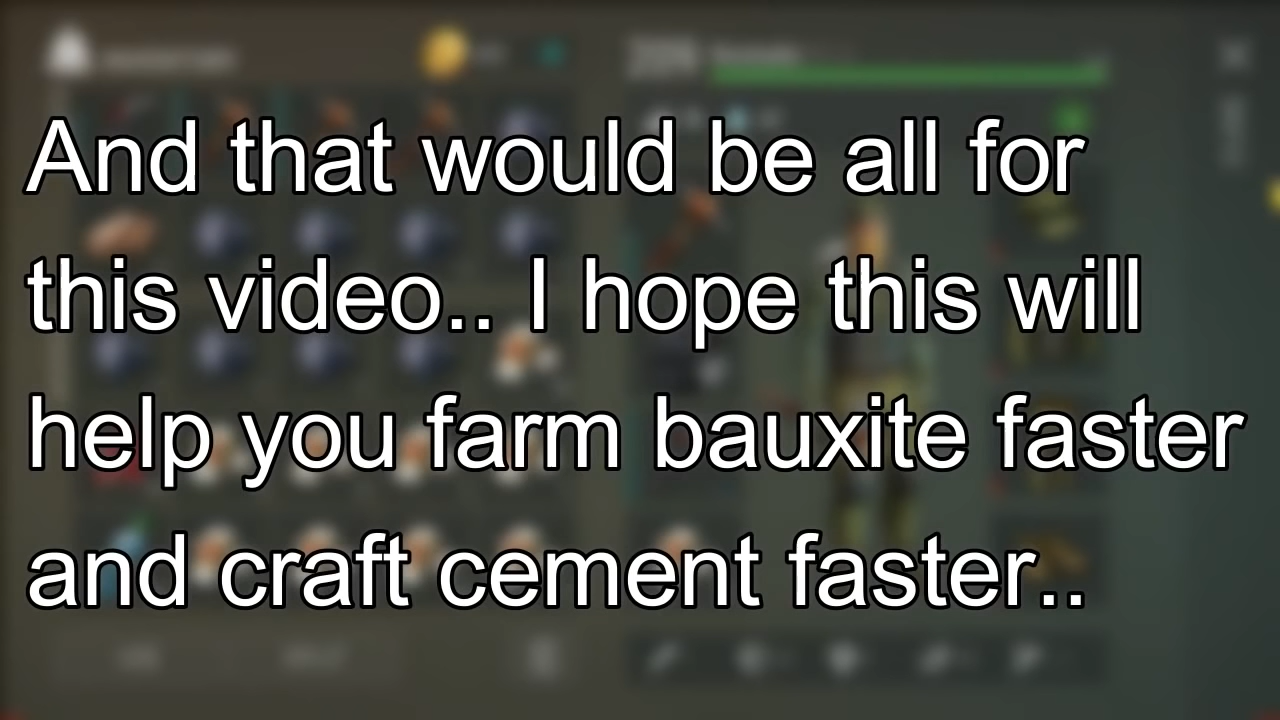 And that would be all for
this video.. I hope this will
help you farm bauxite faster
and craft cement faster..